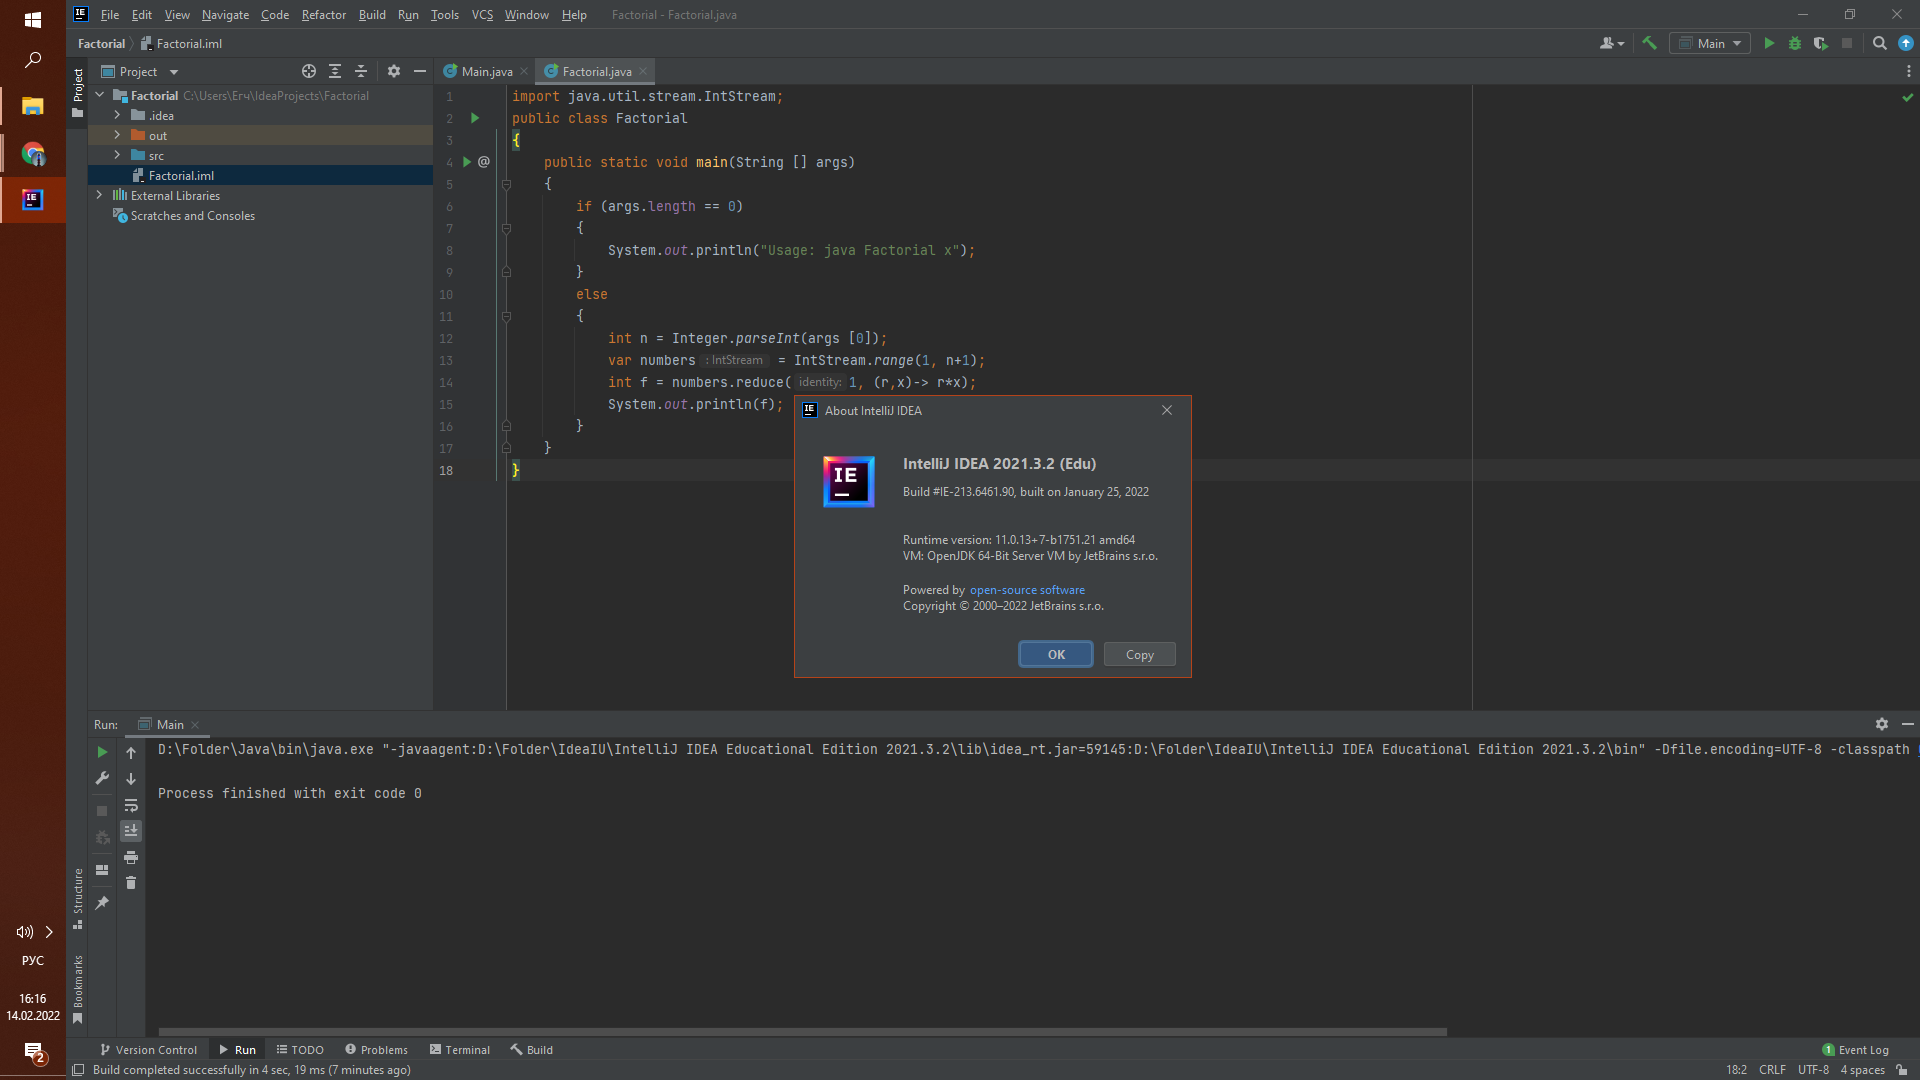 File Edit View Navigate Code Refactor Build Run Tools VCS Window Help Factorial - Factorial.java
Factorial Factorial.iml
Main
Project
Main.java Factorial.java
Project
Factorial C:\Users\Егч\IdeaProjects\Factorial
.idea
out
src
Factorial.iml
External Libraries
Scratches and Consoles
1 import java.util.stream.IntStream;
2 public class Factorial
3 {
4 @ public static void main(String [] args)
5 {
6 if (args.length == 0)
7 {
8 System.out.println("Usage: java Factorial x");
9 }
10 else
11 {
12 int n = Integer.parseInt(args [0]);
13 var numbers : IntStream = IntStream.range(1, n+1);
14 int f = numbers.reduce( identity: 1, (r,x)-> r*x);
15 System.out.println(f);
16 }
17 }
18 }
IE About IntelliJ IDEA
IE
IntelliJ IDEA 2021.3.2 (Edu)
Build #IE-213.6461.90, built on January 25, 2022
Runtime version: 11.0.13+7-b1751.21 amd64
VM: OpenJDK 64-Bit Server VM by JetBrains s.r.o.
Powered by open-source software
Copyright © 2000–2022 JetBrains s.r.o.
OK Copy
Run: Main
D:\Folder\Java\bin\java.exe "-javaagent:D:\Folder\IdeaIU\IntelliJ IDEA Educational Edition 2021.3.2\lib\idea_rt.jar=59145:D:\Folder\IdeaIU\IntelliJ IDEA Educational Edition 2021.3.2\bin" -Dfile.encoding=UTF-8 -classpath
Process finished with exit code 0
Structure
Bookmarks
РУС
16:16
14.02.2022
2
Version Control Run TODO Problems Terminal Build
1 Event Log
Build completed successfully in 4 sec, 19 ms (7 minutes ago)
18:2 CRLF UTF-8 4 spaces